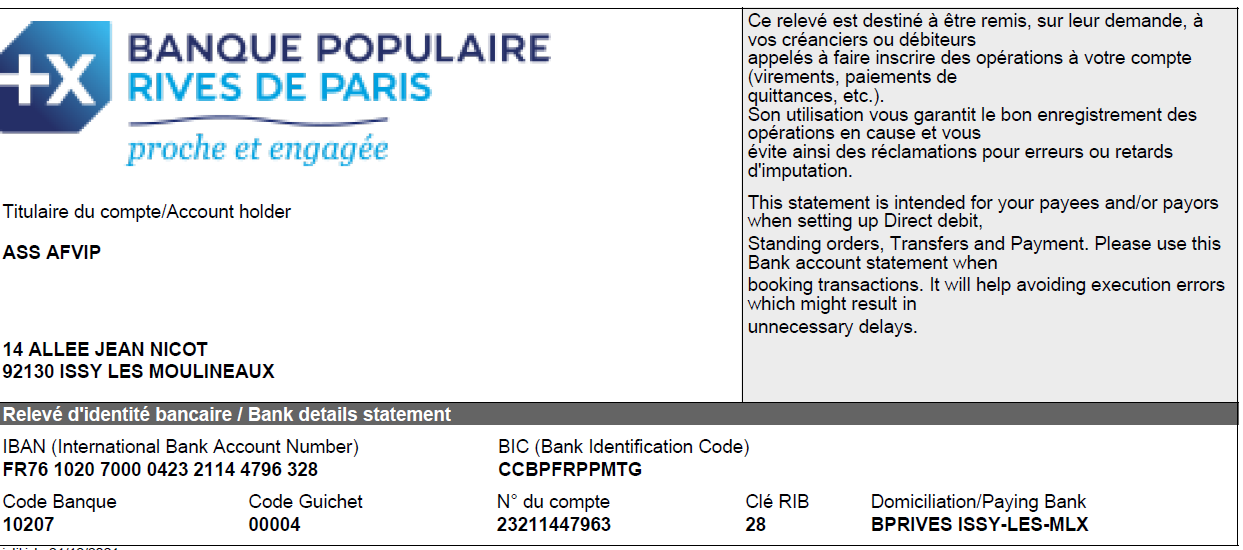 +X
BANQUE POPULAIRE
RIVES DE PARIS
proche et engagée
Titulaire du compte/Account holder
ASS AFVIP
14 ALLEE JEAN NICOT
92130 ISSY LES MOULINEAUX
Ce relevé est destiné à être remis, sur leur demande, à
vos créanciers ou débiteurs
appelés à faire inscrire des opérations à votre compte
(virements, paiements de
quittances, etc.).
Son utilisation vous garantit le bon enregistrement des
opérations en cause et vous
évite ainsi des réclamations pour erreurs ou retards
d'imputation.
This statement is intended for your payees and/or payors
when setting up Direct debit,
Standing orders, Transfers and Payment. Please use this
Bank account statement when
booking transactions. It will help avoiding execution errors
which might result in
unnecessary delays.
Relevé d'identité bancaire / Bank details statement
IBAN (International Bank Account Number) BIC (Bank Identification Code)
FR76 1020 7000 0423 2114 4796 328 CCBPFRPPMTG
Code Banque Code Guichet N° du compte Clé RIB Domiciliation/Paying Bank
10207 00004 23211447963 28 BPRIVES ISSY-LES-MLX